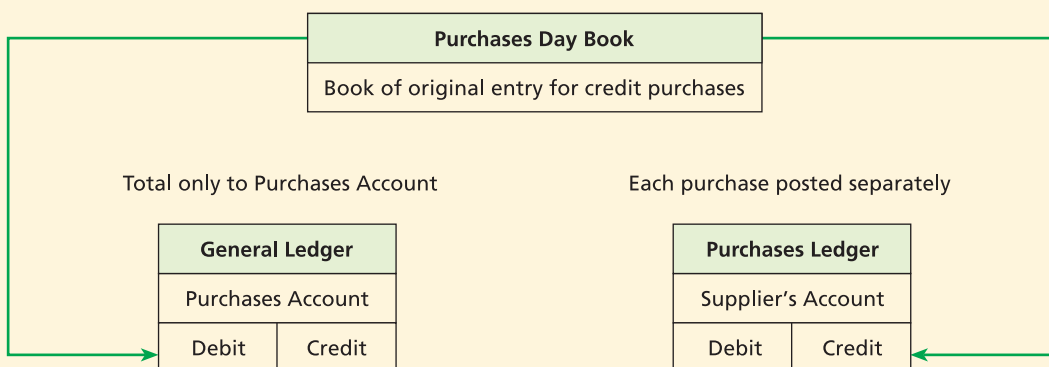 Purchases Day Book
Book of original entry for credit purchases
Total only to Purchases Account
Each purchase posted separately
General Ledger
Purchases Account
Debit
Credit
Purchases Ledger
Supplier's Account
Debit
Credit